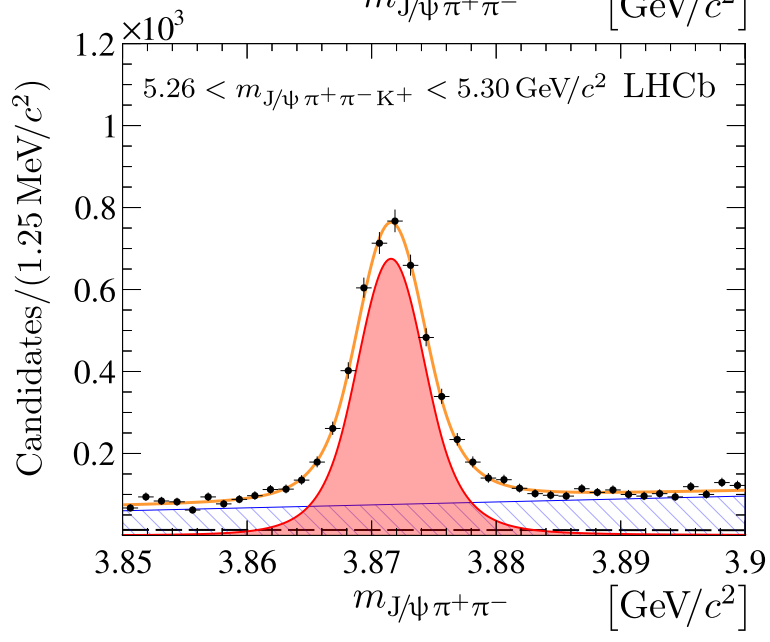 m_{J/ψ π⁺π⁻} [GeV/c²]
×10³
5.26 < m_{J/ψ π⁺π⁻K⁺} < 5.30 GeV/c² LHCb
Candidates/(1.25 MeV/c²)
1.2
1
0.8
0.6
0.4
0.2
3.85 3.86 3.87 3.88 3.89 3.9
m_{J/ψ π⁺π⁻} [GeV/c²]